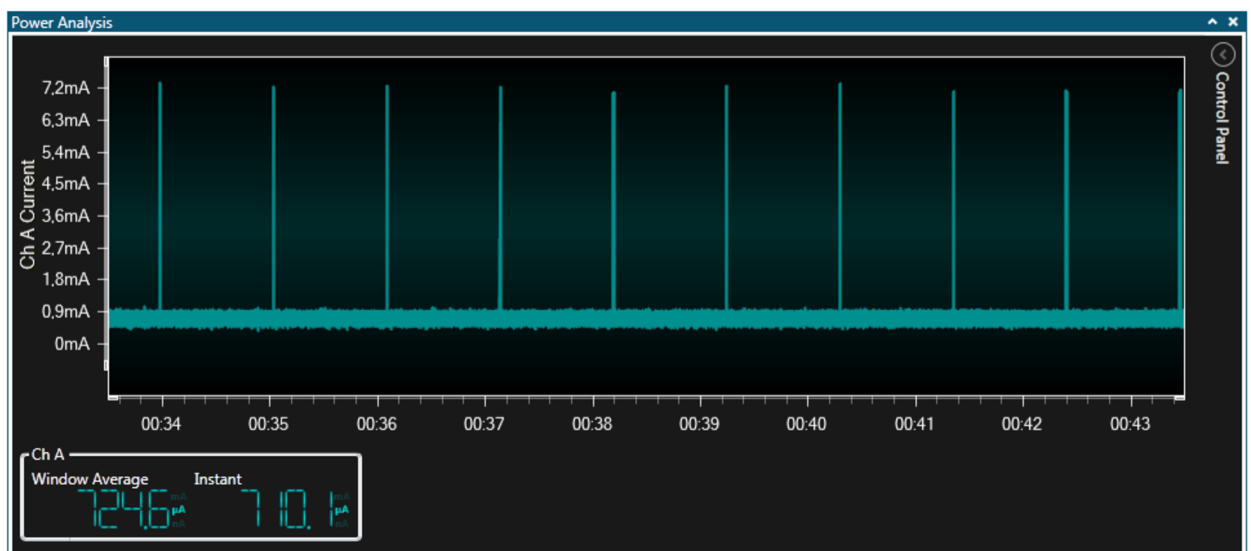 Power Analysis
Control Panel
Ch A Current
7,2mA
6,3mA
5,4mA
4,5mA
3,6mA
2,7mA
1.8mA
0,9mA
0mA
00:34 00:35 00:36 00:37 00:38 00:39 00:40 00:41 00:42 00:43
Ch A
Window Average Instant
724.6 mA µA nA 710.1 mA µA nA